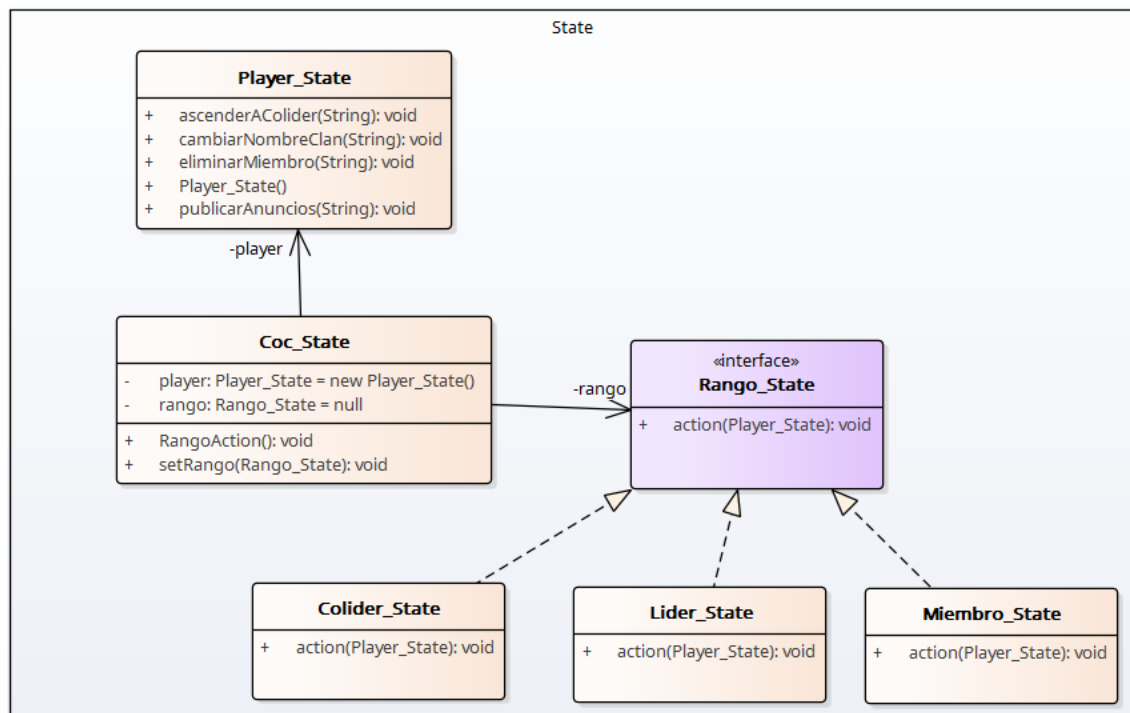 State
Player_State
+ ascenderAColider(String): void
+ cambiarNombreClan(String): void
+ eliminarMiembro(String): void
+ Player_State()
+ publicarAnuncios(String): void
-player
Coc_State
- player: Player_State = new Player_State()
- rango: Rango_State = null
+ RangoAction(): void
+ setRango(Rango_State): void
-rango
«interface»
Rango_State
+ action(Player_State): void
Colider_State
+ action(Player_State): void
Lider_State
+ action(Player_State): void
Miembro_State
+ action(Player_State): void